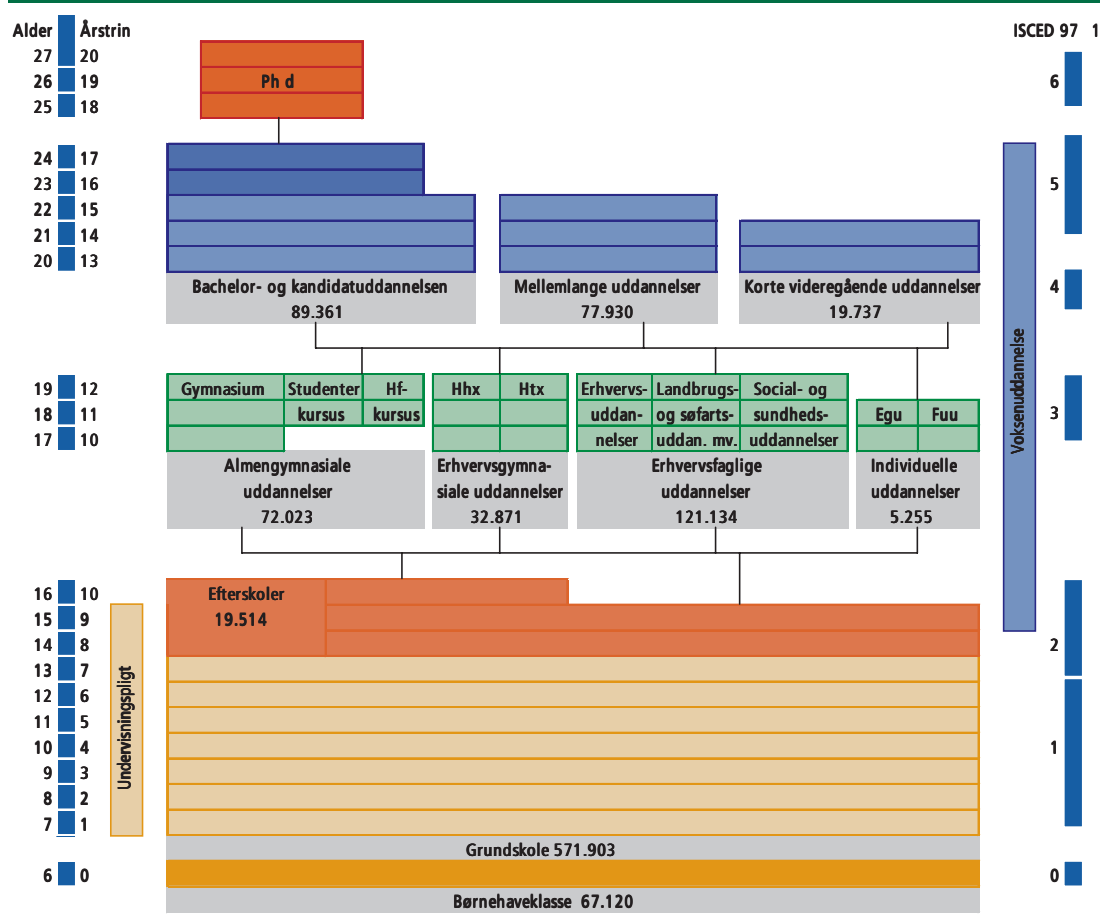 Alder Årstrin
ISCED 97 1
27 20
26 19
25 18
Ph d
6
24 17
23 16
22 15
21 14
20 13
5
Bachelor- og kandidatuddannelsen
89.361
Mellemlange uddannelser
77.930
Korte videregående uddannelser
19.737
4
Voksenuddannelse
19 12
18 11
17 10
Gymnasium
Studenter
kursus
Hf-
kursus
Hhx
Htx
Erhvervs-
uddan-
nelser
Landbrugs-
og søfarts-
uddan. mv.
Social- og
sundheds-
uddannelser
Egu
Fuu
3
Almengymnasiale
uddannelser
72.023
Erhvervsgymna-
siale uddannelser
32.871
Erhvervsfaglige
uddannelser
121.134
Individuelle
uddannelser
5.255
16 10
15 9
14 8
13 7
12 6
11 5
10 4
9 3
8 2
7 1
Undervisningspligt
Efterskoler
19.514
2
1
Grundskole 571.903
6 0
0
Børnehaveklasse 67.120